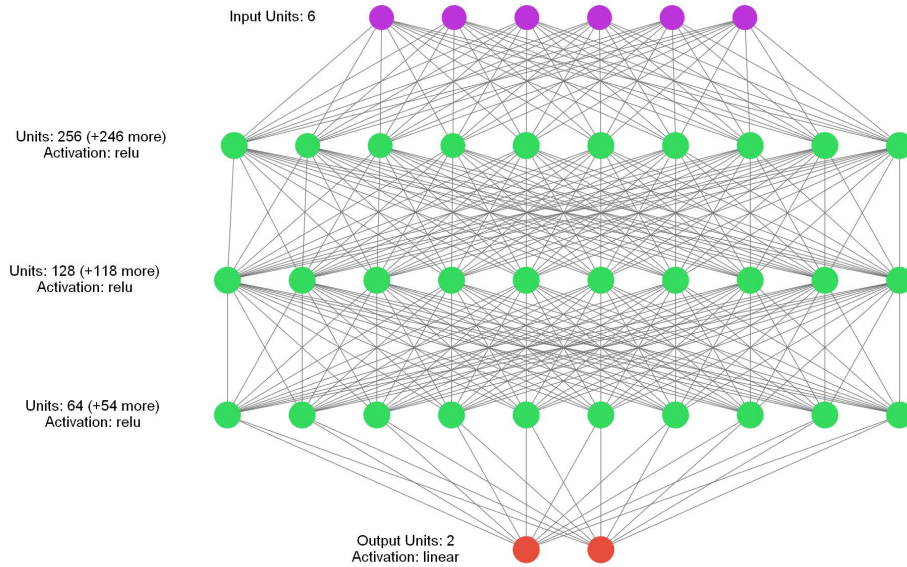 Input Units: 6
Units: 256 (+246 more)
Activation: relu
Units: 128 (+118 more)
Activation: relu
Units: 64 (+54 more)
Activation: relu
Output Units: 2
Activation: linear